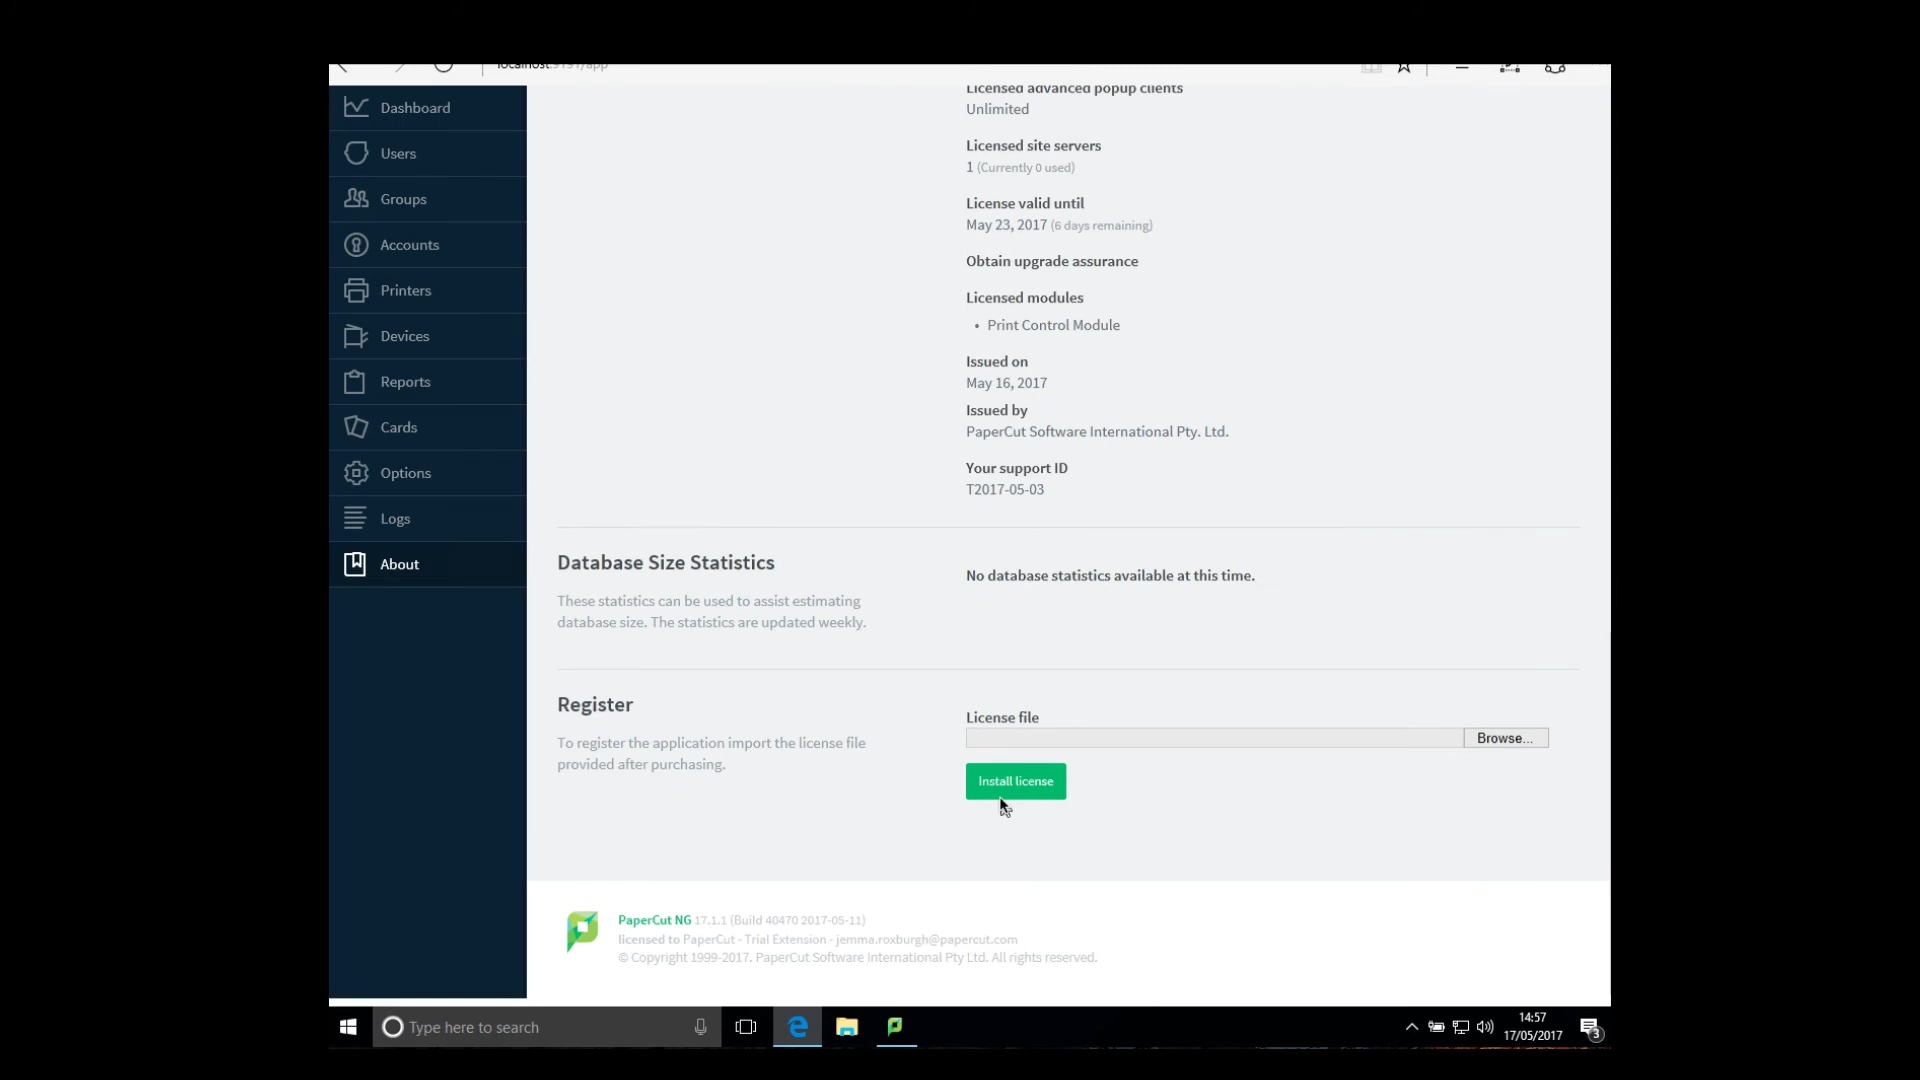 localhost:9191/app
Dashboard
Users
Groups
Accounts
Printers
Devices
Reports
Cards
Options
Logs
About
Licensed advanced popup clients
Unlimited
Licensed site servers
1 (Currently 0 used)
License valid until
May 23, 2017 (6 days remaining)
Obtain upgrade assurance
Licensed modules
• Print Control Module
Issued on
May 16, 2017
Issued by
PaperCut Software International Pty. Ltd.
Your support ID
T2017-05-03
Database Size Statistics
These statistics can be used to assist estimating
database size. The statistics are updated weekly.
No database statistics available at this time.
Register
To register the application import the license file
provided after purchasing.
License file
Browse...
Install license
PaperCut NG 17.1.1 (Build 40470 2017-05-11)
licensed to PaperCut - Trial Extension - jemma.roxburgh@papercut.com
© Copyright 1999-2017. PaperCut Software International Pty Ltd. All rights reserved.
Type here to search
14:57
17/05/2017
3